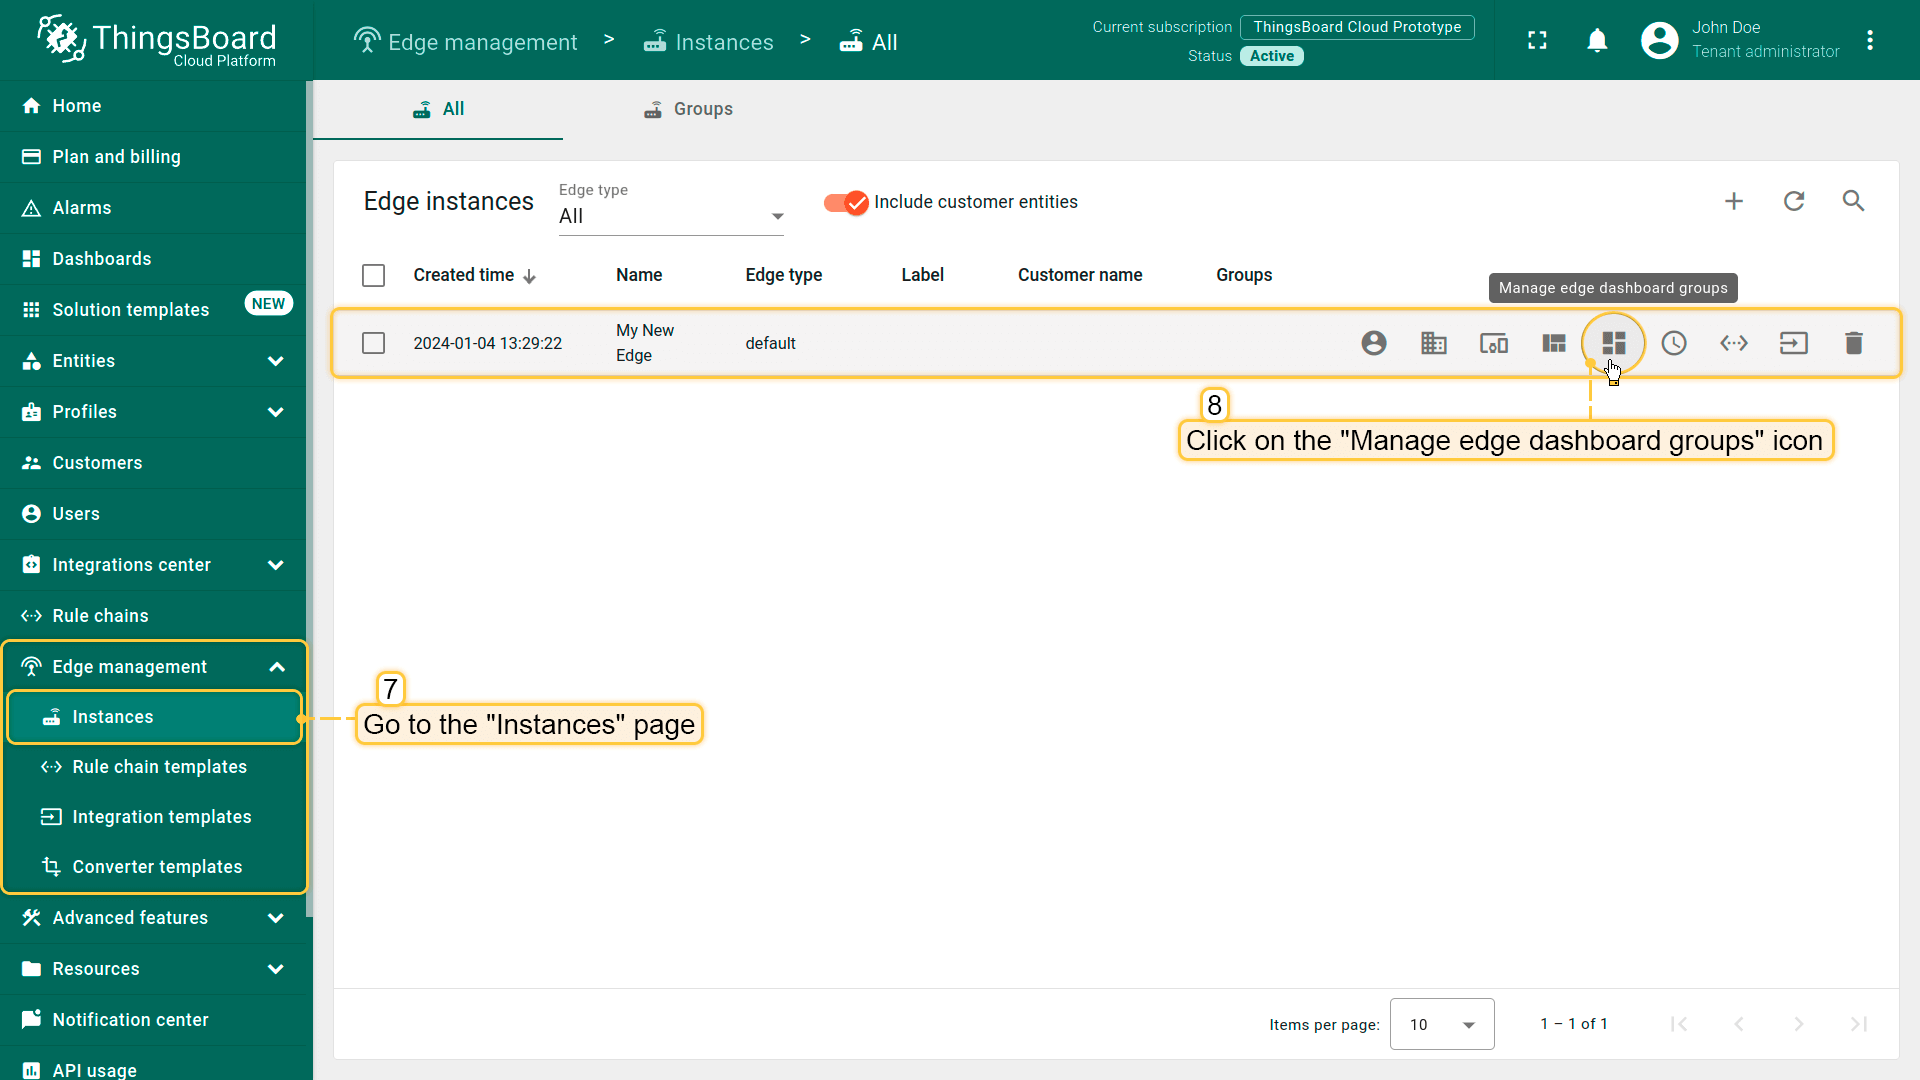 ThingsBoard
Cloud Platform
Edge management > Instances > All
Current subscription ThingsBoard Cloud Prototype
Status Active
John Doe
Tenant administrator
Home
Plan and billing
Alarms
Dashboards
Solution templates NEW
Entities
Profiles
Customers
Users
Integrations center
Rule chains
Edge management
Instances
Rule chain templates
Integration templates
Converter templates
Advanced features
Resources
Notification center
API usage
All Groups
Edge instances
Edge type
All
Include customer entities
Created time Name Edge type Label Customer name Groups
Manage edge dashboard groups
2024-01-04 13:29:22 My New Edge default
8
Click on the "Manage edge dashboard groups" icon
7
Go to the "Instances" page
Items per page: 10 1 – 1 of 1